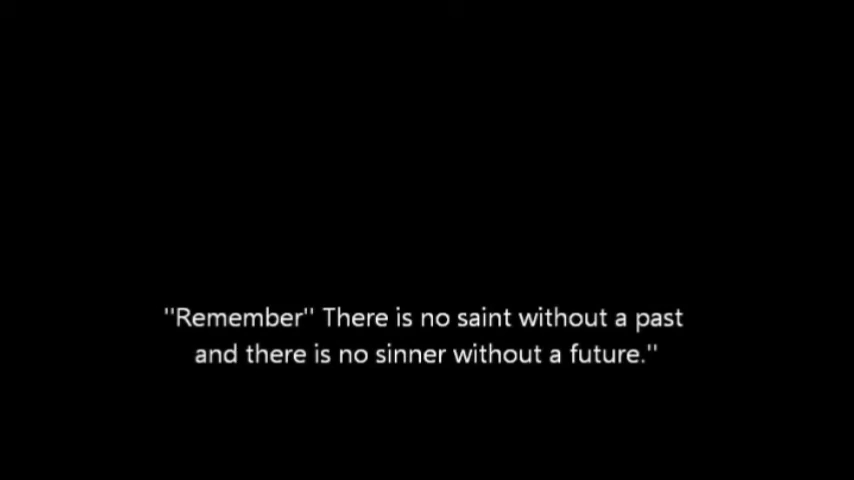 "Remember" There is no saint without a past
and there is no sinner without a future."